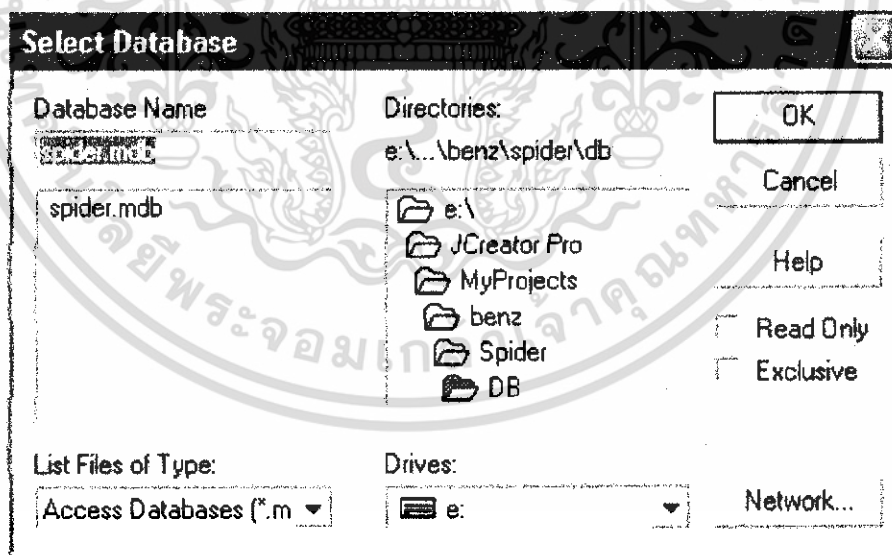 Select Database
Database Name
spider.mdb
List Files of Type:
Access Databases (*.m
Directories:
e:\...\benz\spider\db
e:\
JCreator Pro
MyProjects
benz
Spider
DB
Drives:
e:
OK
Cancel
Help
Read Only
Exclusive
Network...